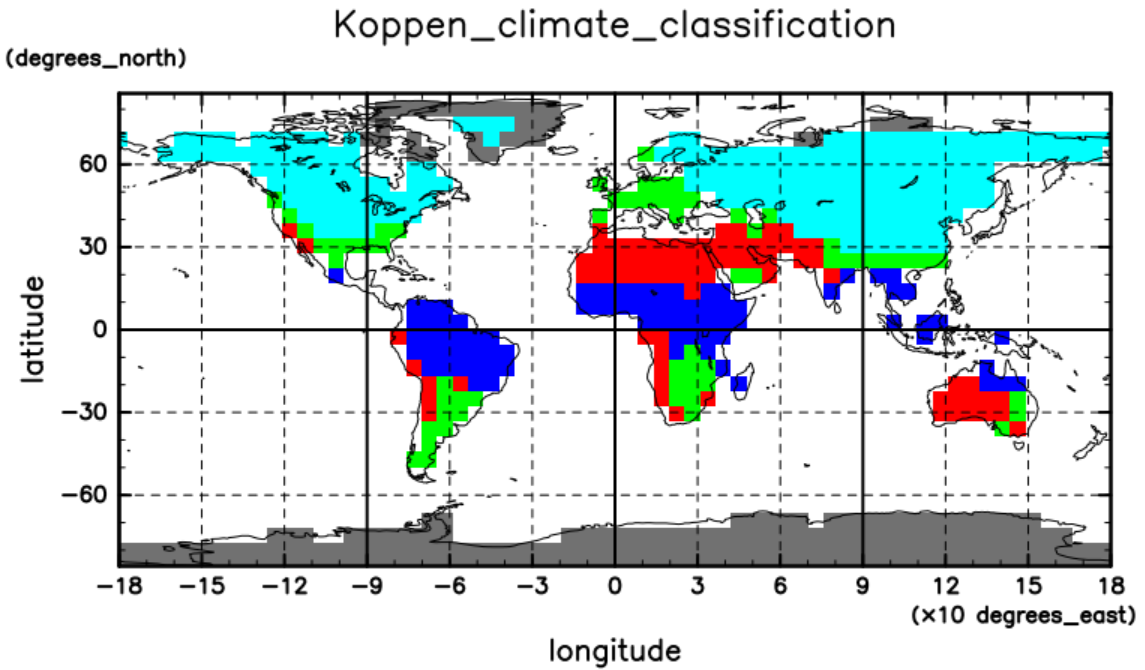 Koppen_climate_classification
(degrees_north)
60
30
0
−30
−60
latitude
−18 −15 −12 −9 −6 −3 0 3 6 9 12 15 18
(×10 degrees_east)
longitude